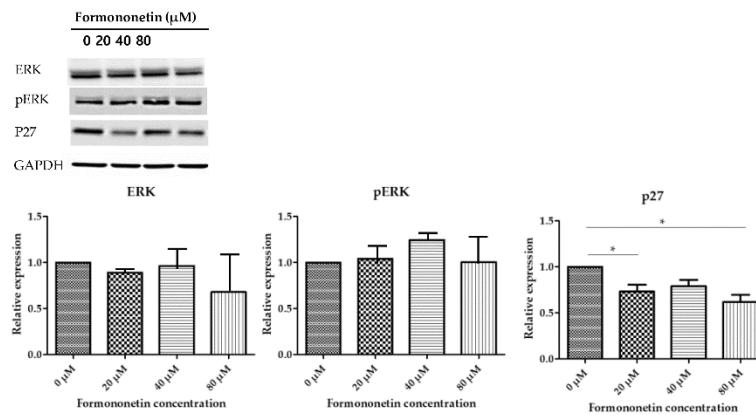 Formononetin (μM)
0 20 40 80
ERK
pERK
P27
GAPDH
ERK
Relative expression
1.5
1.0
0.5
0.0
0 μM
20 μM
40 μM
80 μM
Formononetin concentration
pERK
Relative expression
1.5
1.0
0.5
0.0
0 μM
20 μM
40 μM
80 μM
Formononetin concentration
p27
Relative expression
1.5
1.0
0.5
0.0
*
*
0 μM
20 μM
40 μM
80 μM
Formononetin concentration